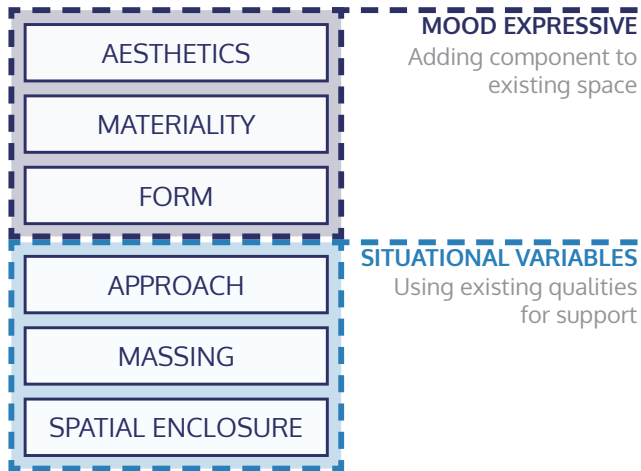 AESTHETICS
MATERIALITY
FORM
MOOD EXPRESSIVE
Adding component to
existing space
APPROACH
MASSING
SPATIAL ENCLOSURE
SITUATIONAL VARIABLES
Using existing qualities
for support